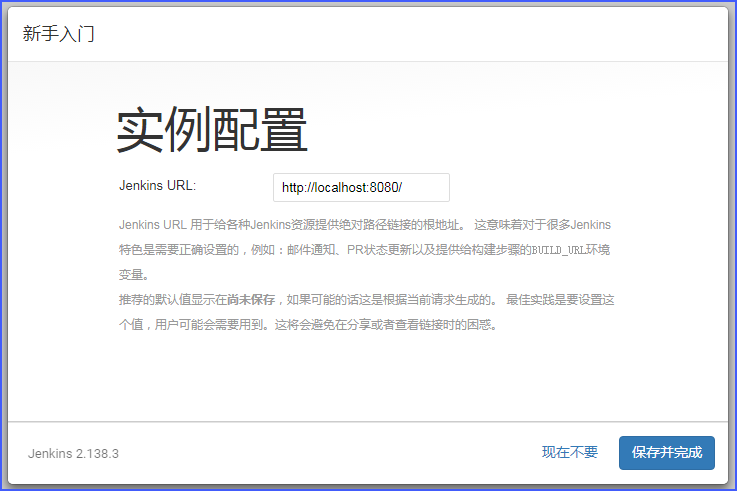 新手入门
实例配置
Jenkins URL:
http://localhost:8080/
Jenkins URL 用于给各种Jenkins资源提供绝对路径链接的根地址。 这意味着对于很多Jenkins
特色是需要正确设置的，例如：邮件通知、PR状态更新以及提供给构建步骤的BUILD_URL环境
变量。
推荐的默认值显示在尚未保存，如果可能的话这是根据当前请求生成的。 最佳实践是要设置这
个值，用户可能会需要用到。这将会避免在分享或者查看链接时的困惑。
Jenkins 2.138.3
现在不要
保存并完成